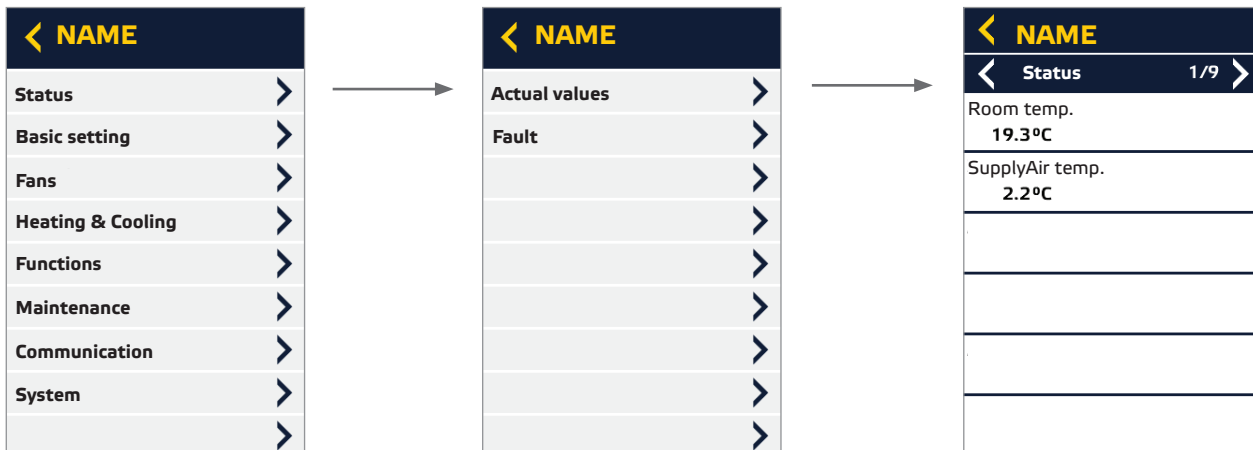 NAME
Status
Basic setting
Fans
Heating & Cooling
Functions
Maintenance
Communication
System
NAME
Actual values
Fault
NAME
Status 1/9
Room temp.
19.3ºC
SupplyAir temp.
2.2ºC